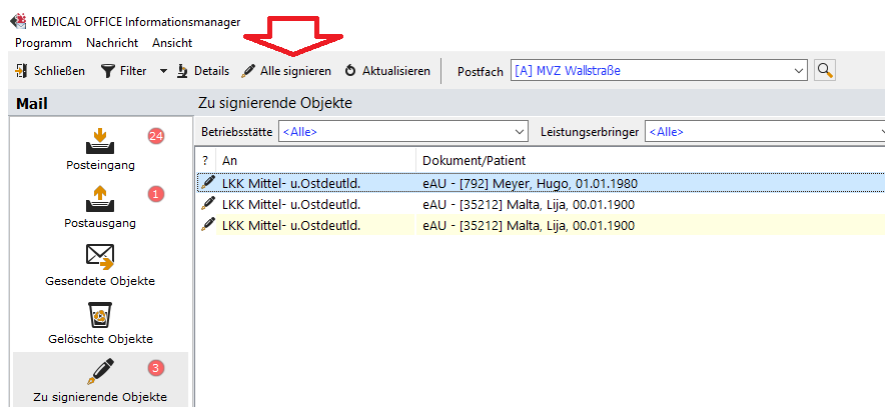 MEDICAL OFFICE Informationsmanager
Programm Nachricht Ansicht
Schließen Filter Details Alle signieren Aktualisieren Postfach [A] MVZ Wallstraße
Mail Zu signierende Objekte
Betriebsstätte <Alle> Leistungserbringer <Alle>
24
Posteingang
1
Postausgang
Gesendete Objekte
Gelöschte Objekte
3
Zu signierende Objekte
? An Dokument/Patient
LKK Mittel- u.Ostdeutld. eAU - [792] Meyer, Hugo, 01.01.1980
LKK Mittel- u.Ostdeutld. eAU - [35212] Malta, Lija, 00.01.1900
LKK Mittel- u.Ostdeutld. eAU - [35212] Malta, Lija, 00.01.1900